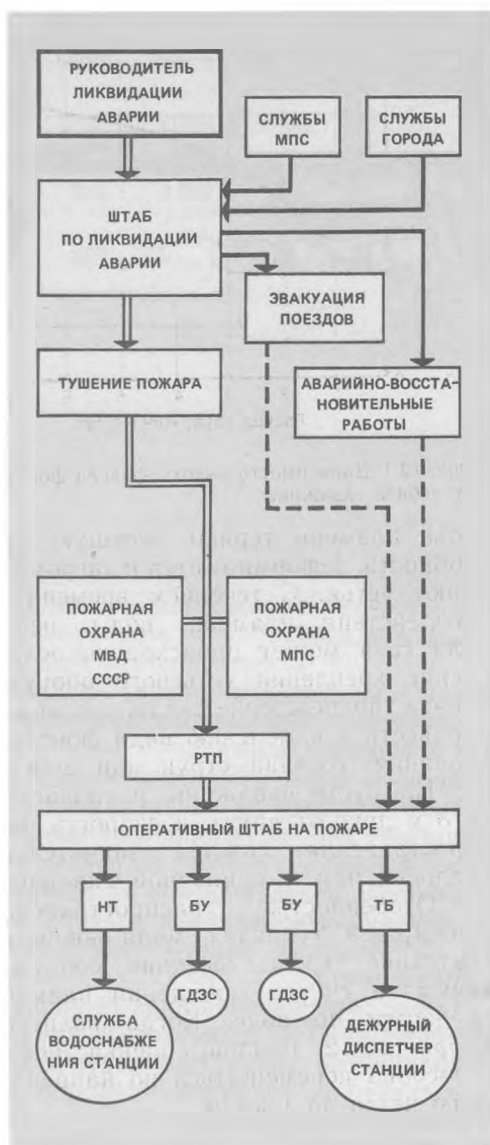 РУКОВОДИТЕЛЬ
ЛИКВИДАЦИИ
АВАРИИ
СЛУЖБЫ
МПС
СЛУЖБЫ
ГОРОДА
ШТАБ
ПО ЛИКВИДАЦИИ
АВАРИИ
ЭВАКУАЦИЯ
ПОЕЗДОВ
ТУШЕНИЕ ПОЖАРА
АВАРИЙНО-ВОССТА-
НОВИТЕЛЬНЫЕ
РАБОТЫ
ПОЖАРНАЯ
ОХРАНА
МВД
СССР
ПОЖАРНАЯ
ОХРАНА
МПС
РТП
ОПЕРАТИВНЫЙ ШТАБ НА ПОЖАРЕ
НТ
БУ
БУ
ТБ
СЛУЖБА
ВОДОСНАБЖЕ
НИЯ СТАНЦИИ
ГДЗС
ГДЗС
ДЕЖУРНЫЙ
ДИСПЕТЧЕР
СТАНЦИИ